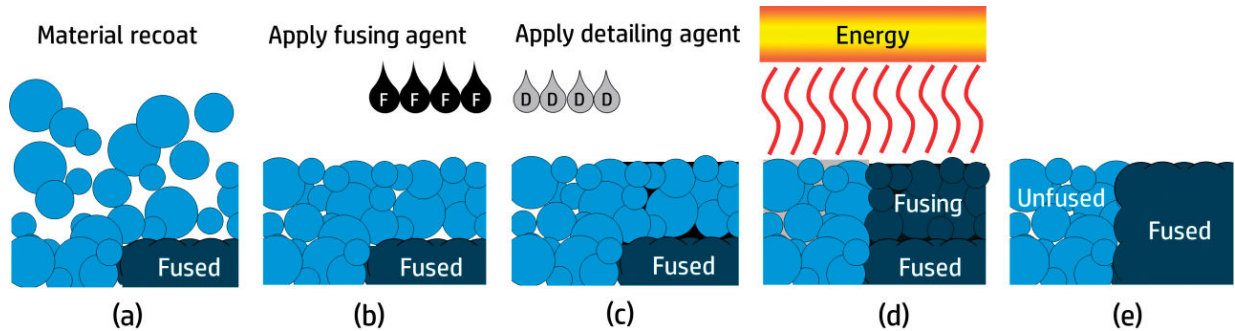 Material recoat
Apply fusing agent
Apply detailing agent
Energy
F F F F
D D D D
Fused
Fused
Fused
Fusing
Fused
Unfused
Fused
(a)
(b)
(c)
(d)
(e)